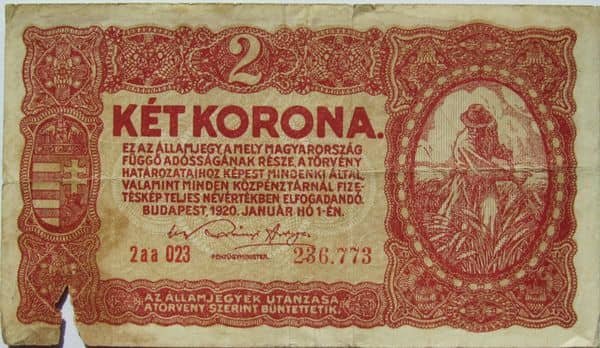 2
KÉT KORONA.
EZ AZ ÁLLAMJEGY, A MELY MAGYARORSZÁG
FÜGGŐ ADÓSSÁGÁNAK RÉSZE, A TÖRVÉNY
HATÁROZATAIHOZ KÉPEST MINDENKI ÁLTAL,
VALAMINT MINDEN KÖZPÉNZTÁRNÁL FIZE-
TÉSKÉP TELJES NÉVÉRTÉKBEN ELFOGADANDÓ.
BUDAPEST, 1920. JANUÁR HÓ 1-ÉN.
2aa 023
PÉNZÜGYMINISTER.
236.773
AZ ÁLLAMJEGYEK UTÁNZÁSA
A TÖRVÉNY SZERINT BÜNTETTETIK.